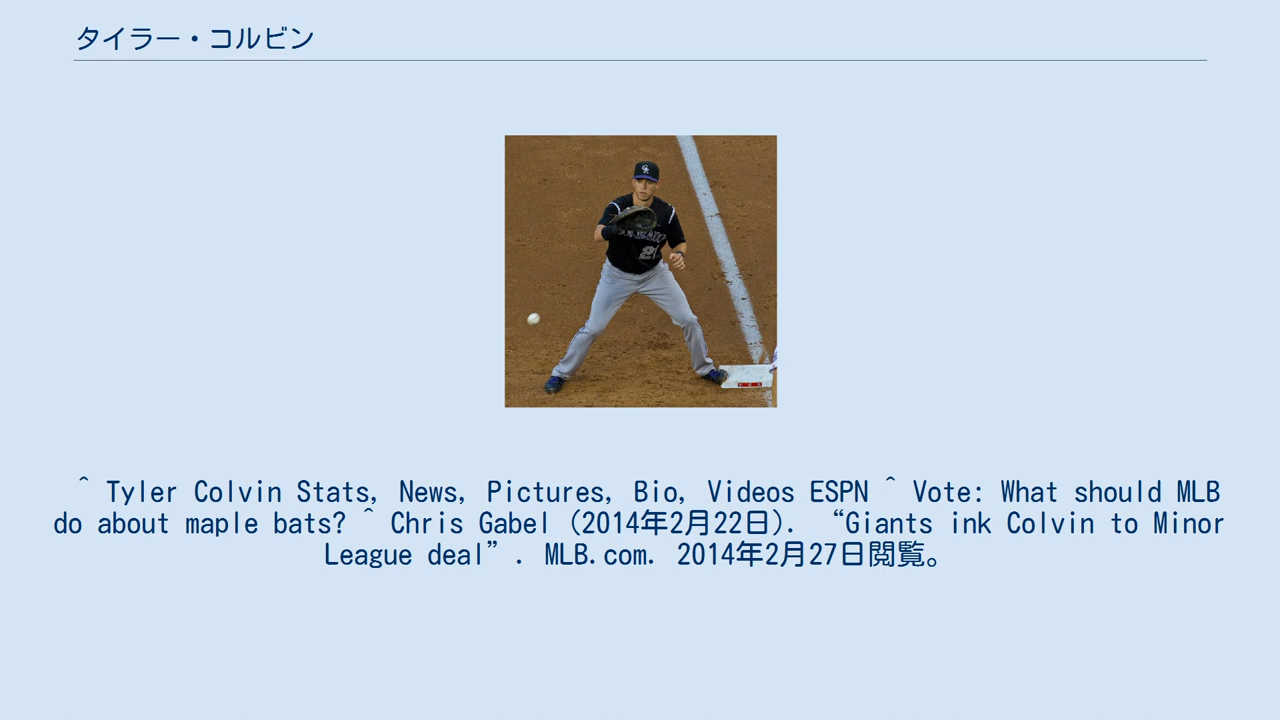 タイラー・コルビン
^ Tyler Colvin Stats, News, Pictures, Bio, Videos ESPN ^ Vote: What should MLB
do about maple bats? ^ Chris Gabel (2014年2月22日). “Giants ink Colvin to Minor
League deal”. MLB.com. 2014年2月27日閲覧。